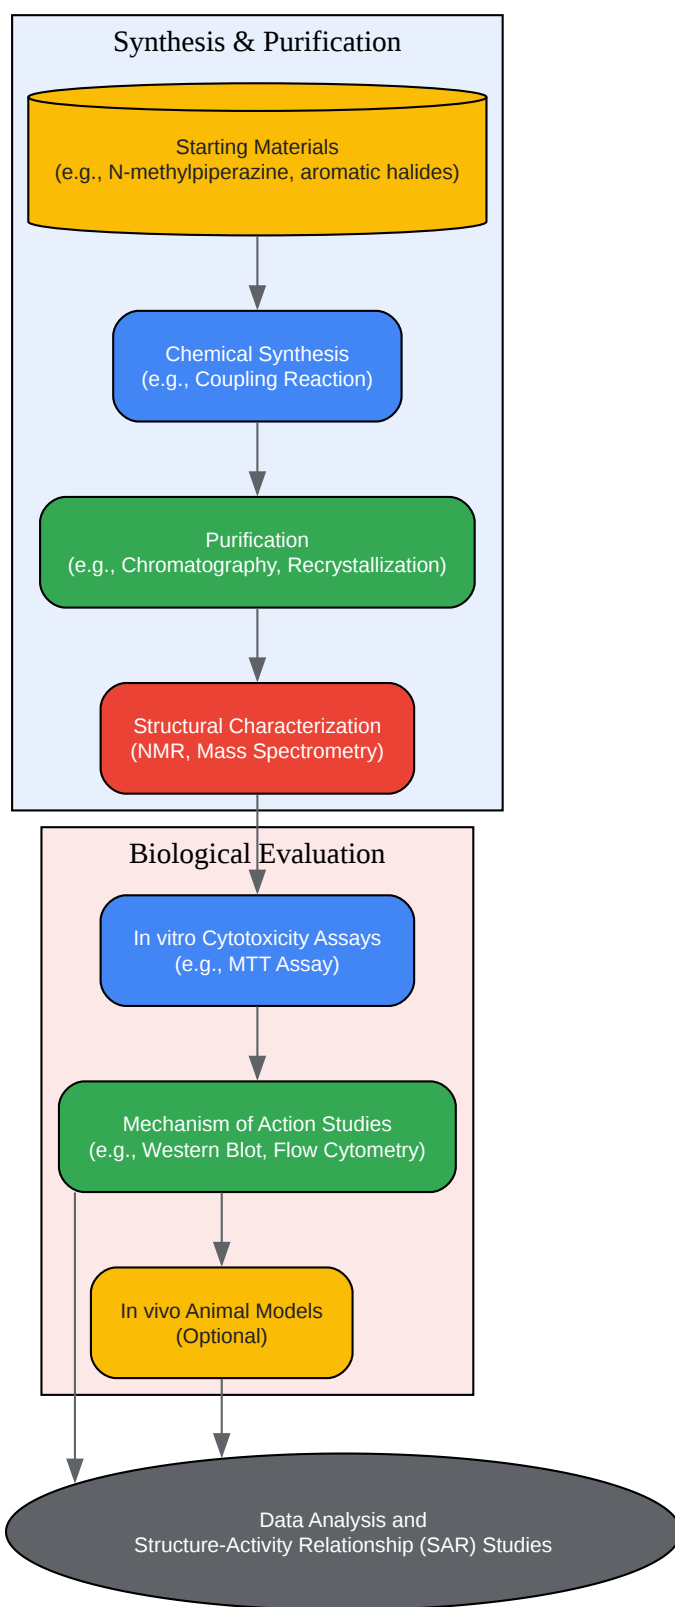 Synthesis & Purification
Starting Materials
(e.g., N-methylpiperazine, aromatic halides)
Chemical Synthesis
(e.g., Coupling Reaction)
Purification
(e.g., Chromatography, Recrystallization)
Structural Characterization
(NMR, Mass Spectrometry)
Biological Evaluation
In vitro Cytotoxicity Assays
(e.g., MTT Assay)
Mechanism of Action Studies
(e.g., Western Blot, Flow Cytometry)
In vivo Animal Models
(Optional)
Data Analysis and
Structure-Activity Relationship (SAR) Studies